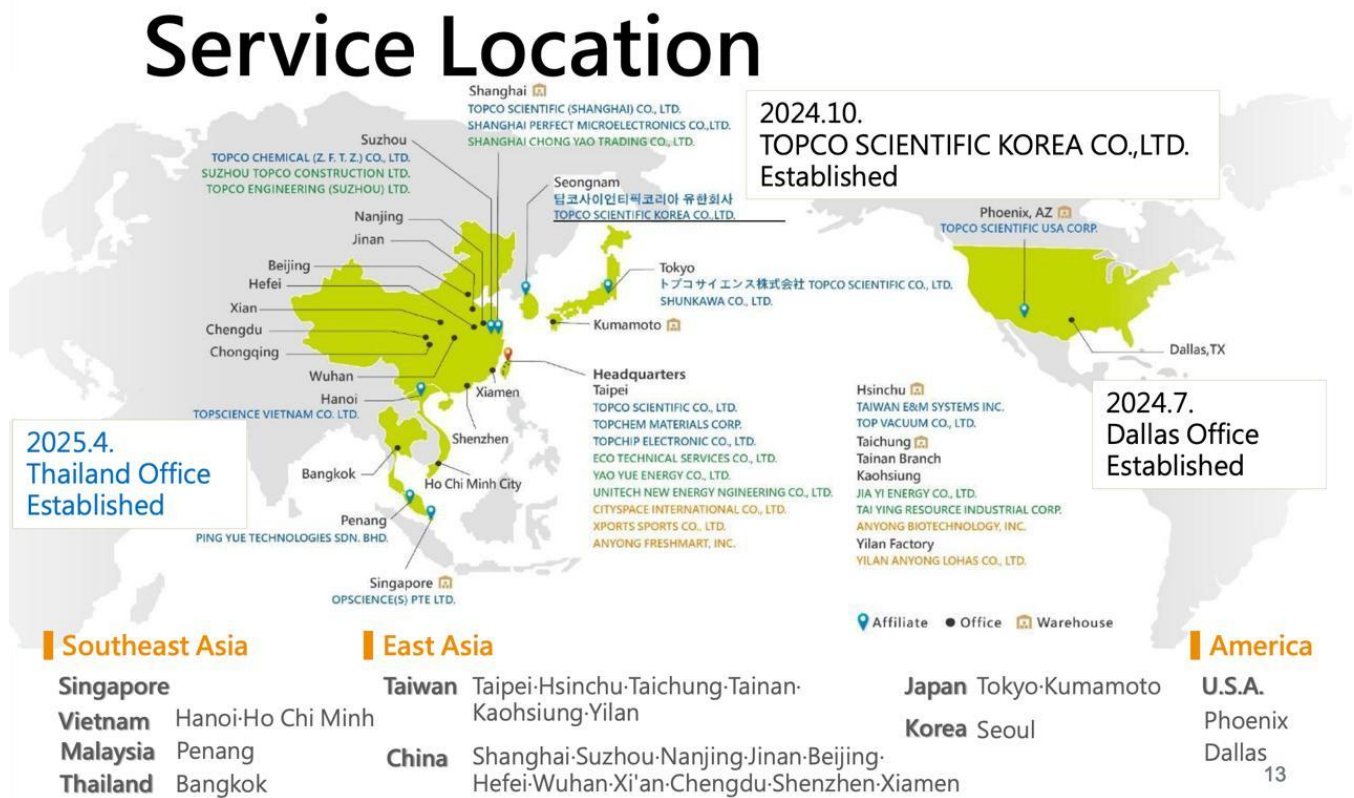 Service Location
Shanghai
TOPCO SCIENTIFIC (SHANGHAI) CO., LTD.
SHANGHAI PERFECT MICROELECTRONICS CO.,LTD.
SHANGHAI CHONG YAO TRADING CO., LTD.
2024.10.
TOPCO SCIENTIFIC KOREA CO.,LTD.
Established
Suzhou
TOPCO CHEMICAL (Z. F. T. Z.) CO., LTD.
SUZHOU TOPCO CONSTRUCTION LTD.
TOPCO ENGINEERING (SUZHOU) LTD.
Seongnam
탑코사이언티픽코리아 유한회사
TOPCO SCIENTIFIC KOREA CO.,LTD.
Phoenix, AZ
TOPCO SCIENTIFIC USA CORP.
Nanjing
Jinan
Beijing
Hefei
Xian
Chengdu
Chongqing
Wuhan
Hanoi
TOPSCIENCE VIETNAM CO. LTD.
Tokyo
トプコサイエンス株式会社 TOPCO SCIENTIFIC CO., LTD.
SHUNKAWA CO., LTD.
Kumamoto
Dallas,TX
Xiamen
Shenzhen
Ho Chi Minh City
Bangkok
Penang
PING YUE TECHNOLOGIES SDN. BHD.
Singapore
OPSCIENCE(S) PTE LTD.
2025.4.
Thailand Office
Established
Headquarters
Taipei
TOPCO SCIENTIFIC CO., LTD.
TOPCHEM MATERIALS CORP.
TOPCHIP ELECTRONIC CO., LTD.
ECO TECHNICAL SERVICES CO., LTD.
YAO YUE ENERGY CO., LTD.
UNITECH NEW ENERGY NGINEERING CO., LTD.
CITYSPACE INTERNATIONAL CO., LTD.
XPORTS SPORTS CO., LTD.
ANYONG FRESHMART, INC.
Hsinchu
TAIWAN E&M SYSTEMS INC.
TOP VACUUM CO., LTD.
Taichung
Tainan Branch
Kaohsiung
JIA YI ENERGY CO., LTD.
TAI YING RESOURCE INDUSTRIAL CORP.
ANYONG BIOTECHNOLOGY, INC.
Yilan Factory
YILAN ANYONG LOHAS CO., LTD.
2024.7.
Dallas Office
Established
Affiliate Office Warehouse
Southeast Asia
Singapore
Vietnam Hanoi·Ho Chi Minh
Malaysia Penang
Thailand Bangkok
East Asia
Taiwan Taipei·Hsinchu·Taichung·Tainan·
Kaohsiung·Yilan
China Shanghai·Suzhou·Nanjing·Jinan·Beijing·
Hefei·Wuhan·Xi'an·Chengdu·Shenzhen·Xiamen
Japan Tokyo·Kumamoto
Korea Seoul
America
U.S.A.
Phoenix
Dallas
13